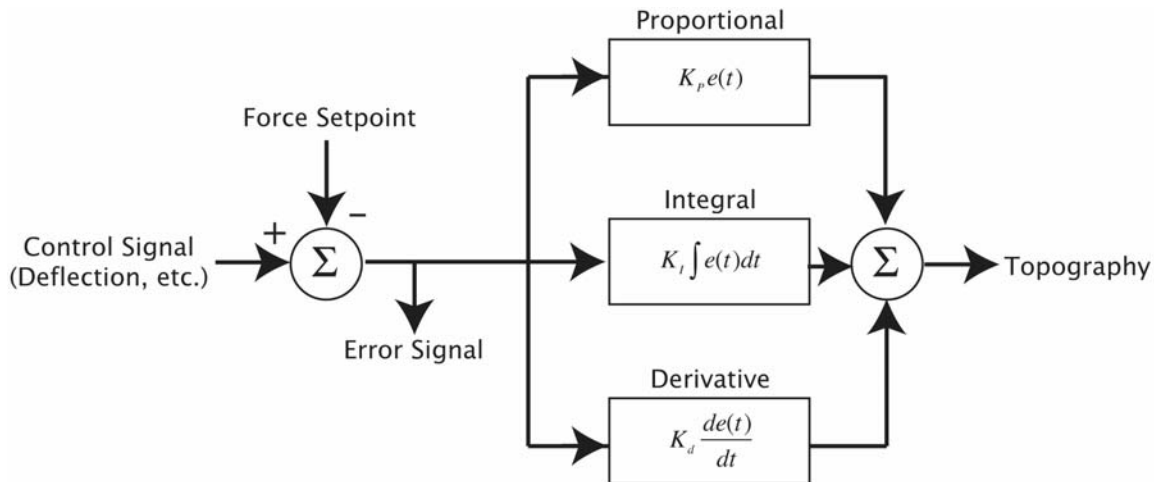 Proportional
K_P e(t)
Force Setpoint
+
−
Integral
Control Signal
(Deflection, etc.)
Σ
K_I ∫ e(t)dt
Σ
Topography
Error Signal
Derivative
K_d de(t)/dt